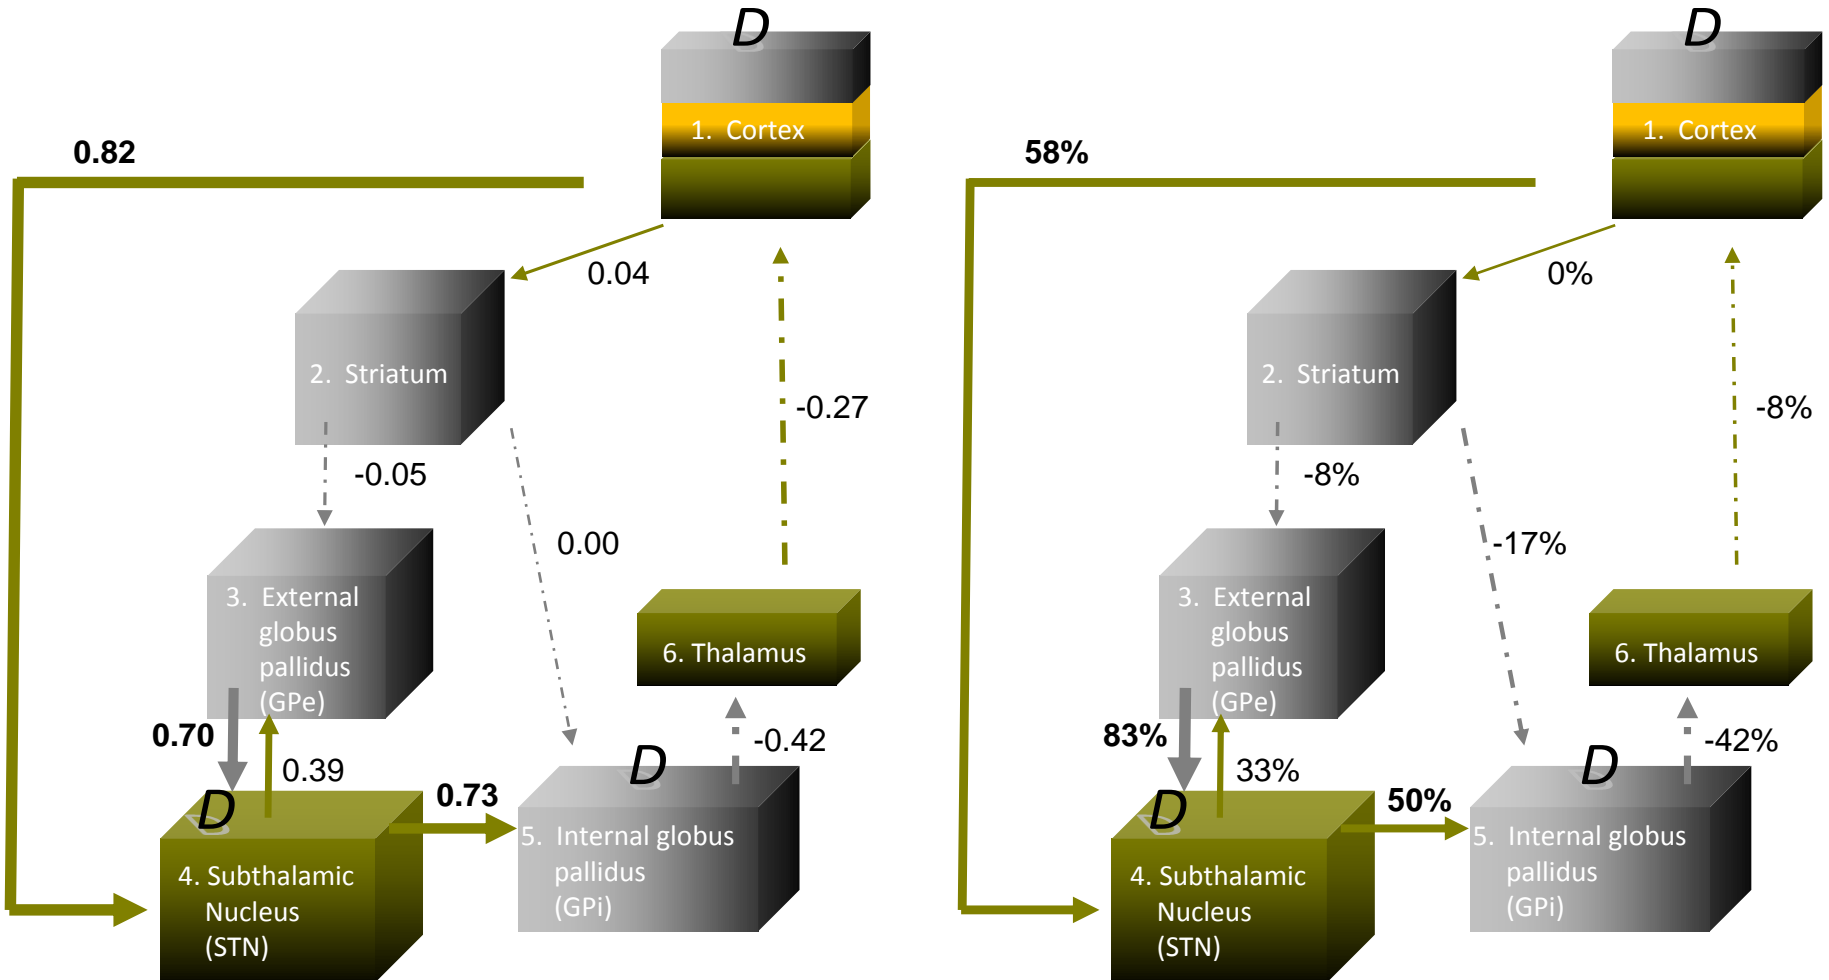 D
1. Cortex
0.82
0.04
2. Striatum
-0.27
-0.05
0.00
3. External
globus
pallidus
(GPe)
6. Thalamus
0.70
0.39
-0.42
D
D
0.73
5. Internal globus
pallidus
(GPi)
4. Subthalamic
Nucleus
(STN)
D
1. Cortex
58%
0%
2. Striatum
-8%
-8%
-17%
3. External
globus
pallidus
(GPe)
6. Thalamus
83%
33%
-42%
D
D
50%
5. Internal globus
pallidus
(GPi)
4. Subthalamic
Nucleus
(STN)